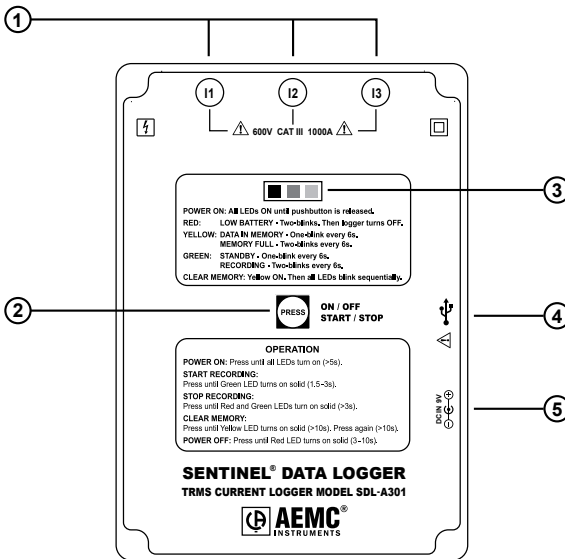 1
I1 I2 I3
600V CAT III 1000A
3
POWER ON: All LEDs ON until pushbutton is released.
RED: LOW BATTERY - Two-blinks. Then logger turns OFF.
YELLOW: DATA IN MEMORY - One-blink every 6s.
MEMORY FULL - Two-blinks every 6s.
GREEN: STANDBY - One-blink every 6s.
RECORDING - Two-blinks every 6s.
CLEAR MEMORY: Yellow ON. Then all LEDs blink sequentially.
2
PRESS
ON / OFF
START / STOP
4
OPERATION
POWER ON: Press until all LEDs turn on (>5s).
START RECORDING:
Press until Green LED turns on solid (1.5-3s).
STOP RECORDING:
Press until Red and Green LEDs turn on solid (>3s).
CLEAR MEMORY:
Press until Yellow LED turns on solid (>10s). Press again (>10s).
POWER OFF: Press until Red LED turns on solid (3-10s).
DC IN 9V
5
SENTINEL® DATA LOGGER
TRMS CURRENT LOGGER MODEL SDL-A301
AEMC®
INSTRUMENTS